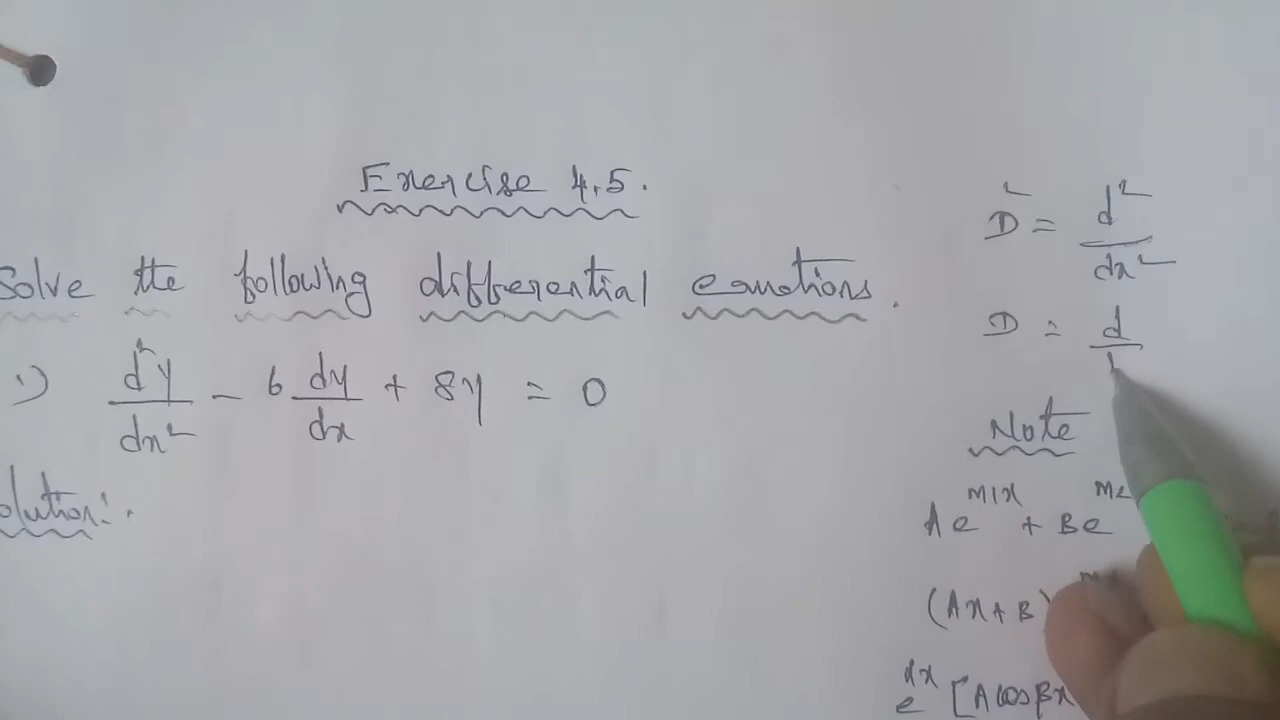 Exercise 4.5.
Solve the following differential equations.
1) d²y/dx² - 6 dy/dx + 8y = 0
olution:-
D² = d²/dx²
D = d/
Note
Ae^m1x + Be^m2
(Ax+B)
e^αx [A cos βx